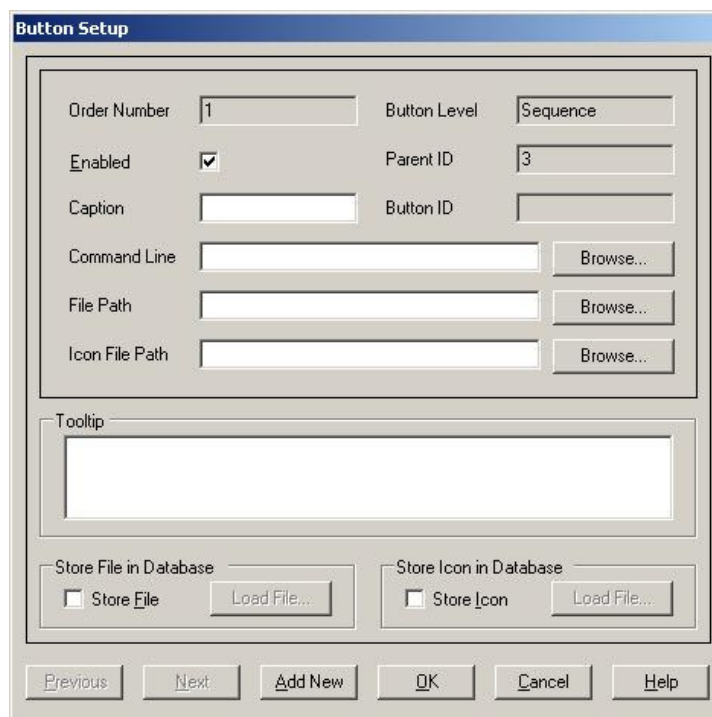 Button Setup
Order Number 1 Button Level Sequence
Enabled Parent ID 3
Caption Button ID
Command Line Browse...
File Path Browse...
Icon File Path Browse...
Tooltip
Store File in Database Store Icon in Database
Store File Load File... Store Icon Load File...
Previous Next Add New OK Cancel Help